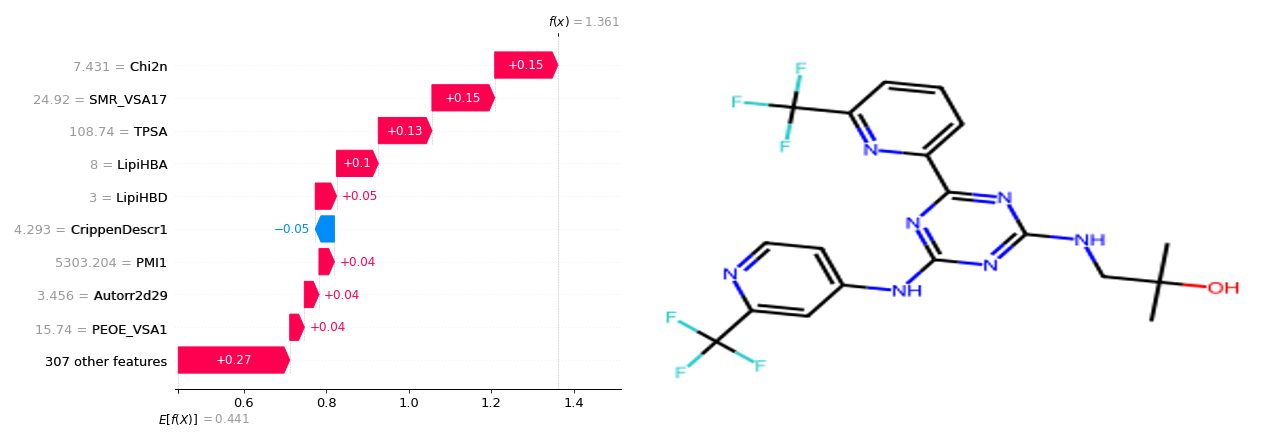 f(x) = 1.361
7.431 = Chi2n
+0.15
24.92 = SMR_VSA17
+0.15
108.74 = TPSA
+0.13
8 = LipiHBA
+0.1
3 = LipiHBD
+0.05
4.293 = CrippenDescr1
−0.05
5303.204 = PMI1
+0.04
3.456 = Autorr2d29
+0.04
15.74 = PEOE_VSA1
+0.04
307 other features
+0.27
0.6 0.8 1.0 1.2 1.4
E[f(X)] = 0.441
F
F
F
N
N
N
NH
N
N
NH
OH
F
F
F